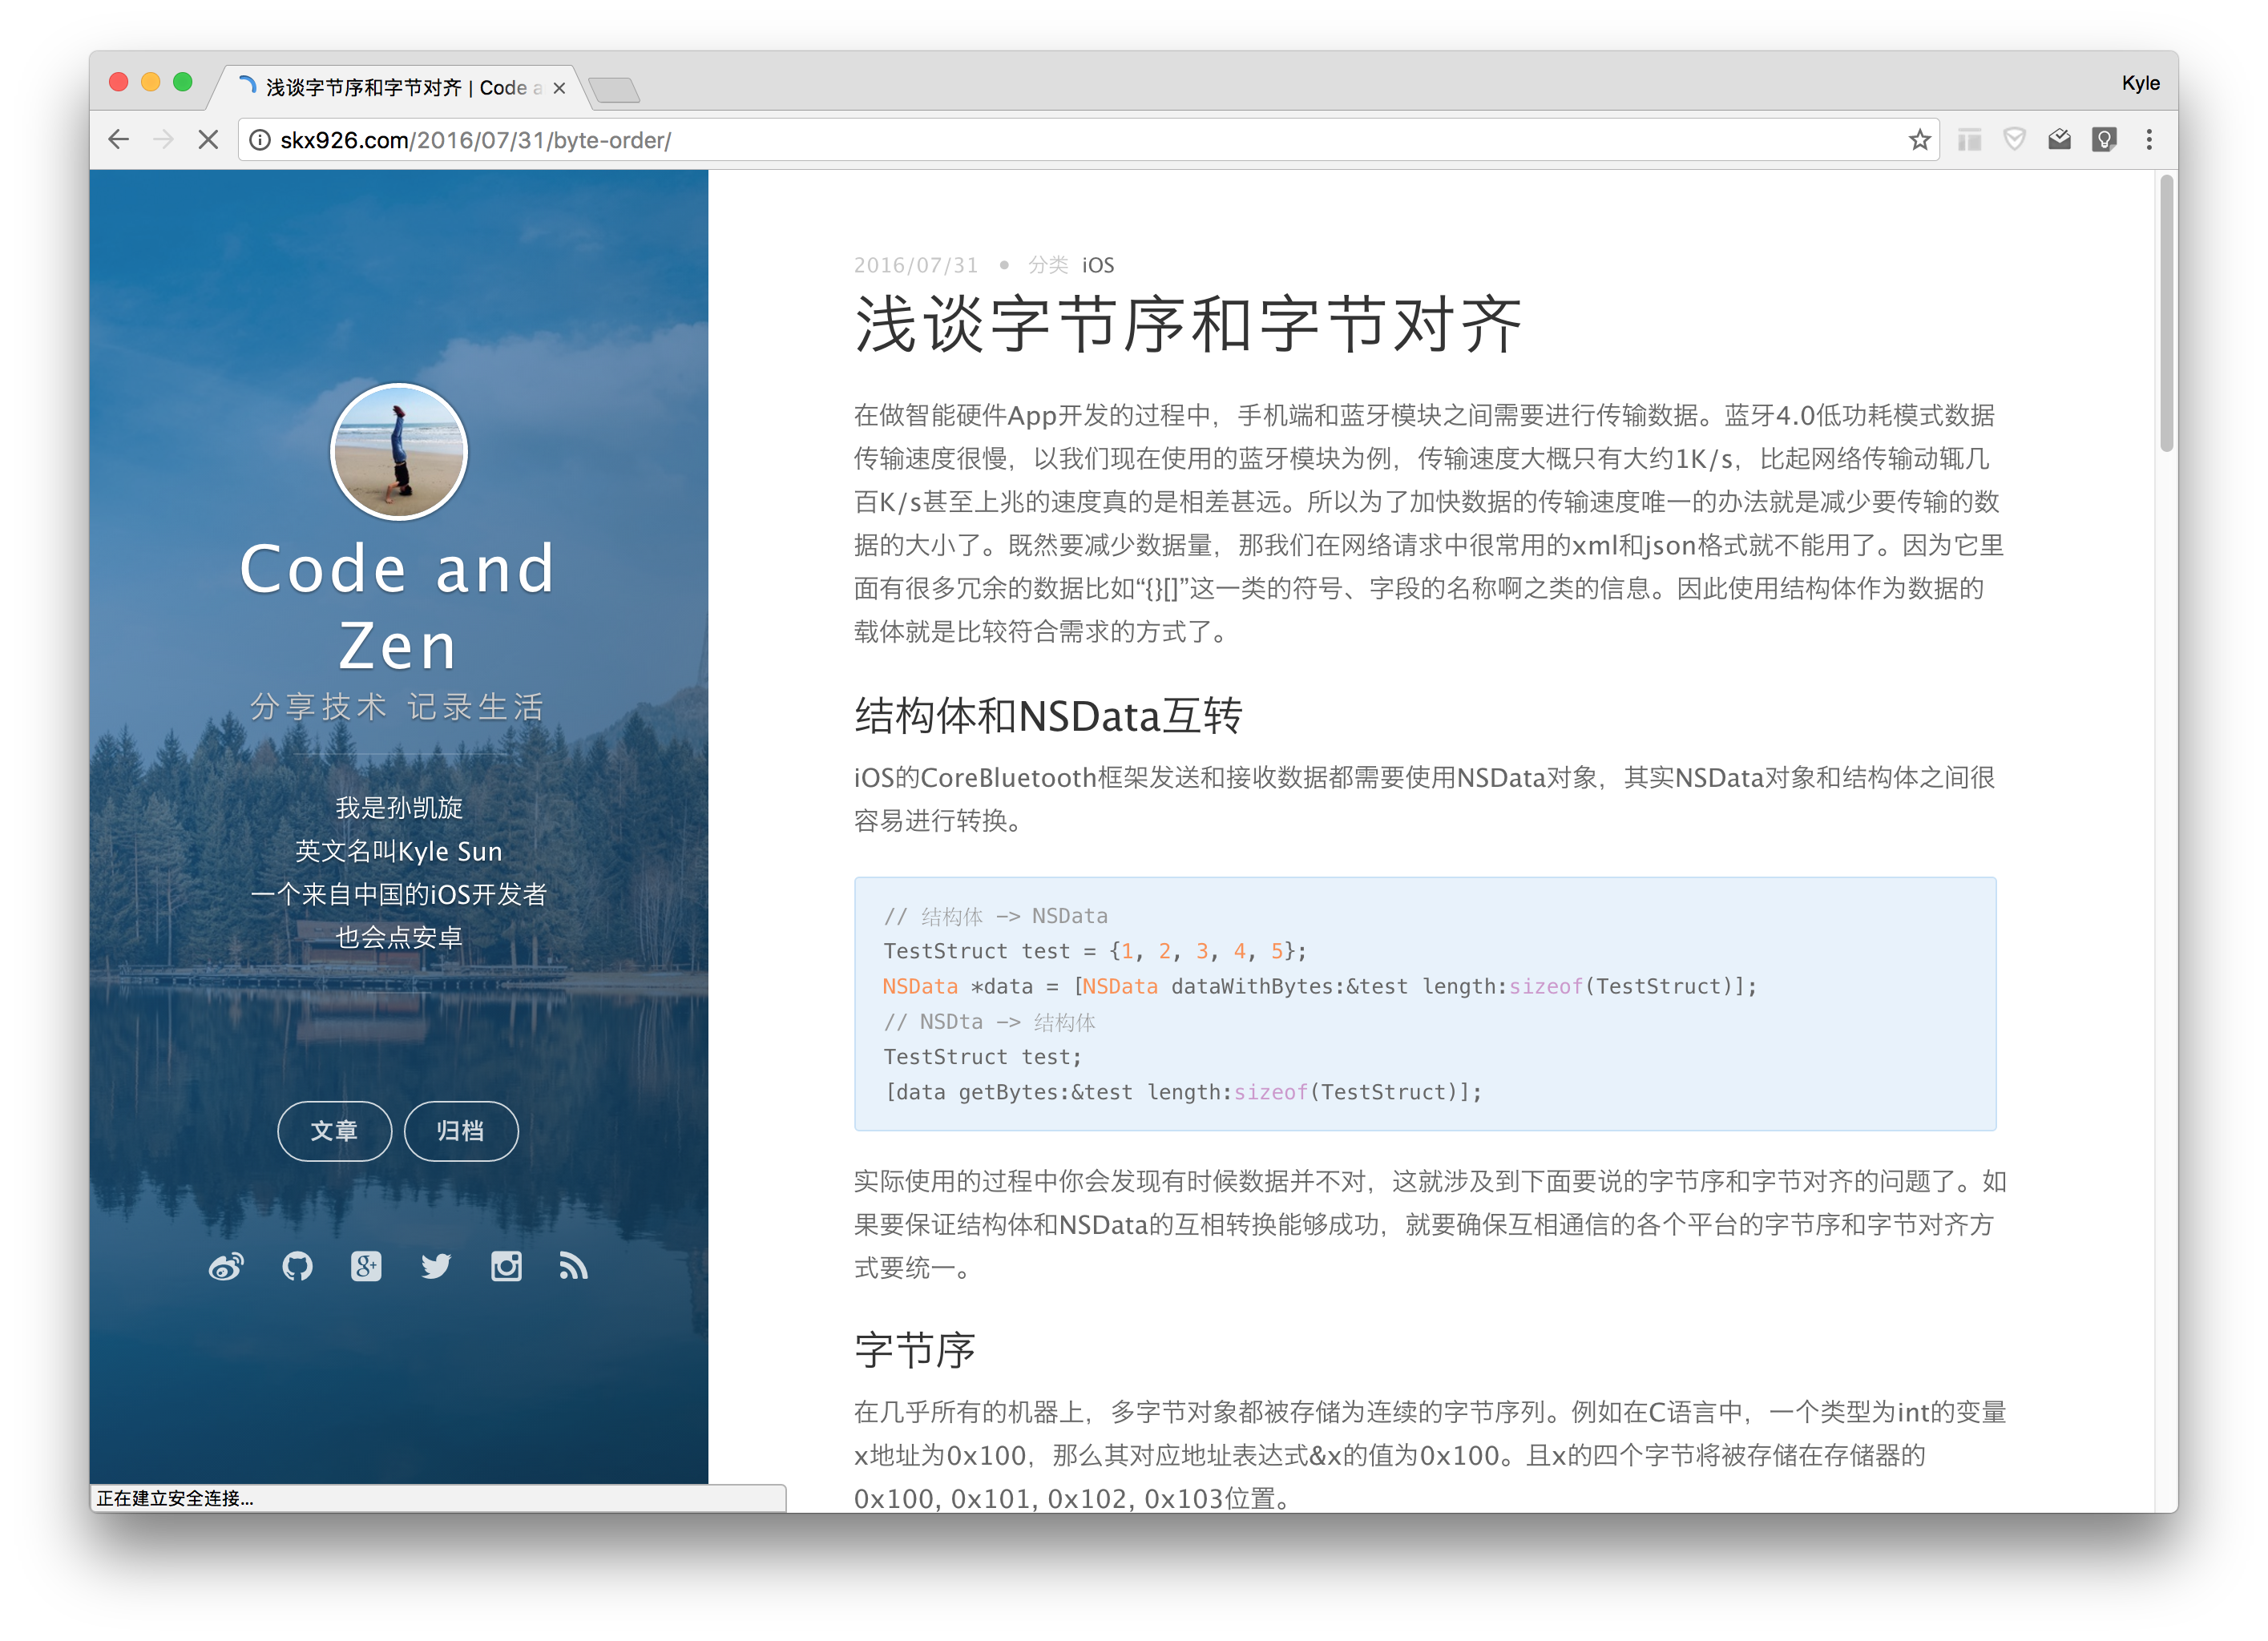 浅谈字节序和字节对齐 | Code a
Kyle
skx926.com/2016/07/31/byte-order/
Code and
Zen
分享技术 记录生活
我是孙凯旋
英文名叫Kyle Sun
一个来自中国的iOS开发者
也会点安卓
文章 归档
g+
正在建立安全连接...
2016/07/31 • 分类 iOS
浅谈字节序和字节对齐
在做智能硬件App开发的过程中，手机端和蓝牙模块之间需要进行传输数据。蓝牙4.0低功耗模式数据
传输速度很慢，以我们现在使用的蓝牙模块为例，传输速度大概只有大约1K/s，比起网络传输动辄几
百K/s甚至上兆的速度真的是相差甚远。所以为了加快数据的传输速度唯一的办法就是减少要传输的数
据的大小了。既然要减少数据量，那我们在网络请求中很常用的xml和json格式就不能用了。因为它里
面有很多冗余的数据比如“{}[]”这一类的符号、字段的名称啊之类的信息。因此使用结构体作为数据的
载体就是比较符合需求的方式了。
结构体和NSData互转
iOS的CoreBluetooth框架发送和接收数据都需要使用NSData对象，其实NSData对象和结构体之间很
容易进行转换。
// 结构体 -> NSData
TestStruct test = {1, 2, 3, 4, 5};
NSData *data = [NSData dataWithBytes:&test length:sizeof(TestStruct)];
// NSDta -> 结构体
TestStruct test;
[data getBytes:&test length:sizeof(TestStruct)];
实际使用的过程中你会发现有时候数据并不对，这就涉及到下面要说的字节序和字节对齐的问题了。如
果要保证结构体和NSData的互相转换能够成功，就要确保互相通信的各个平台的字节序和字节对齐方
式要统一。
字节序
在几乎所有的机器上，多字节对象都被存储为连续的字节序列。例如在C语言中，一个类型为int的变量
x地址为0x100，那么其对应地址表达式&x的值为0x100。且x的四个字节将被存储在存储器的
0x100, 0x101, 0x102, 0x103位置。